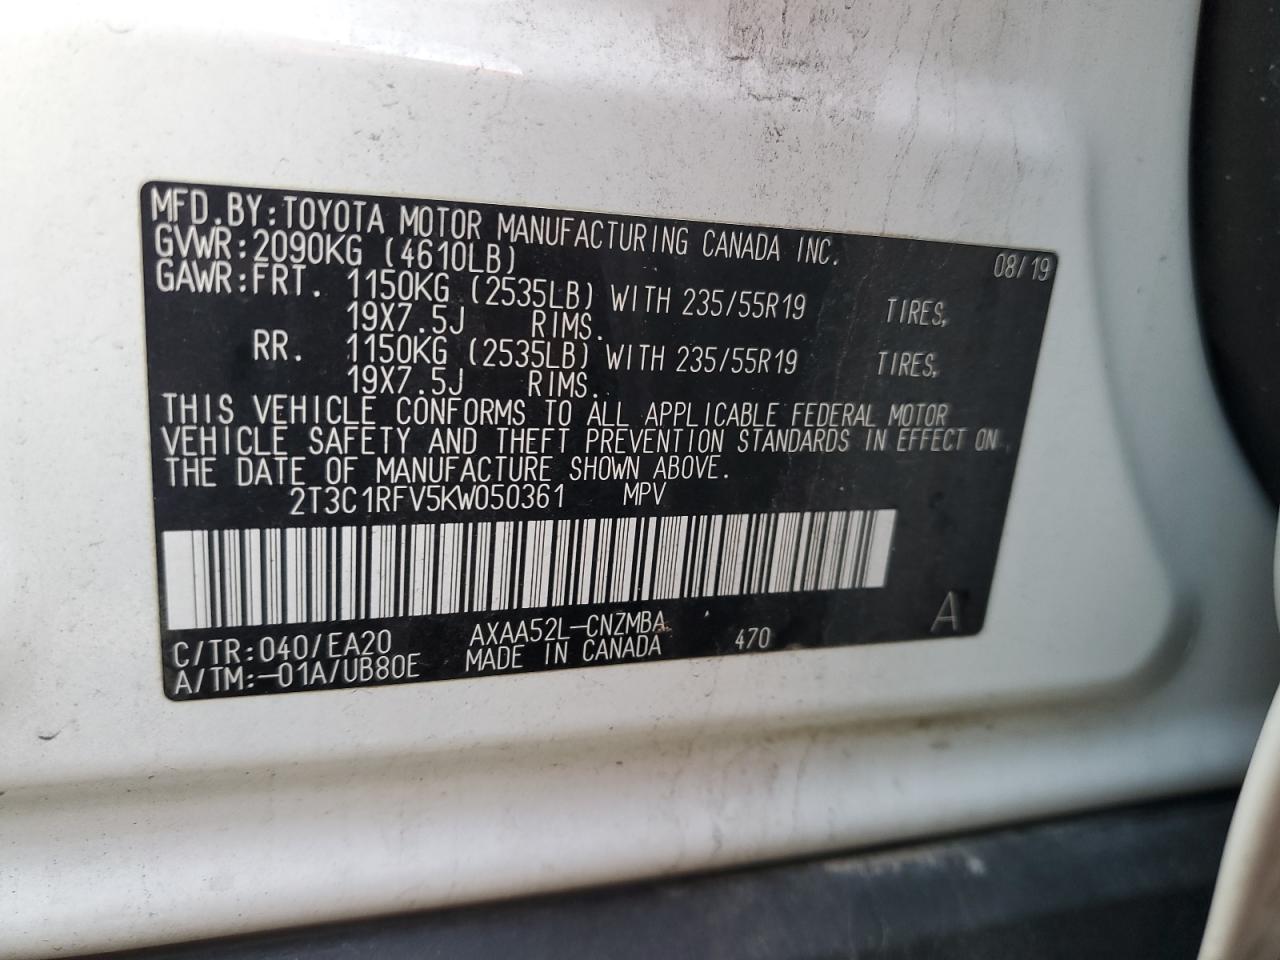 MFD.BY:TOYOTA MOTOR MANUFACTURING CANADA INC.
GVWR:2090KG (4610LB) 08/19
GAWR:FRT. 1150KG (2535LB) WITH 235/55R19 TIRES,
19X7.5J RIMS.
RR. 1150KG (2535LB) WITH 235/55R19 TIRES,
19X7.5J RIMS.
THIS VEHICLE CONFORMS TO ALL APPLICABLE FEDERAL MOTOR
VEHICLE SAFETY AND THEFT PREVENTION STANDARDS IN EFFECT ON
THE DATE OF MANUFACTURE SHOWN ABOVE.
2T3C1RFV5KW050361 MPV
C/TR:040/EA20 AXAA52L-CNZMBA 470 A
A/TM:-01A/UB80E MADE IN CANADA